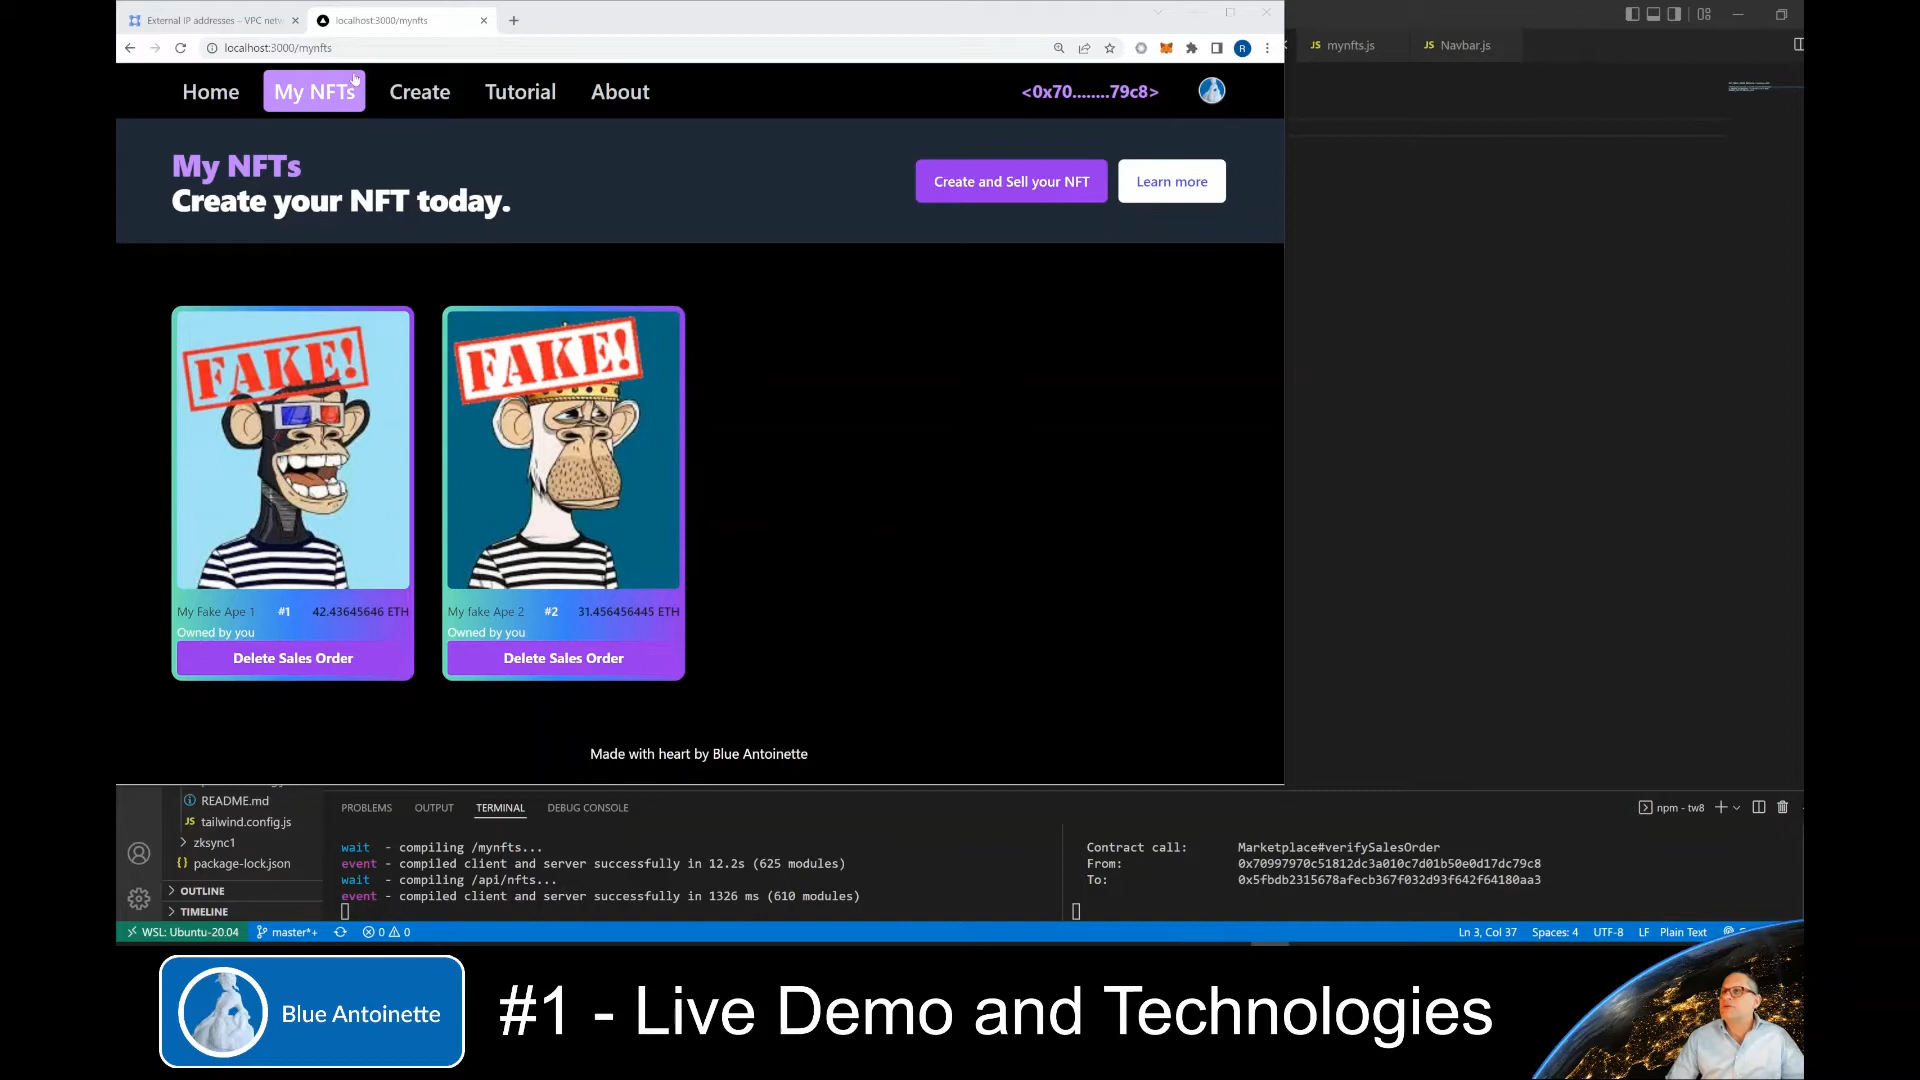 External IP addresses – VPC netw
localhost:3000/mynfts
localhost:3000/mynfts
R
JS mynfts.js
JS Navbar.js
Home
My NFTs
Create
Tutorial
About
<0x70........79c8>
My NFTs
Create your NFT today.
Create and Sell your NFT
Learn more
FAKE!
FAKE!
My Fake Ape 1 #1 42.43645646 ETH
Owned by you
Delete Sales Order
My fake Ape 2 #2 31.456456445 ETH
Owned by you
Delete Sales Order
Made with heart by Blue Antoinette
README.md
JS tailwind.config.js
zksync1
{} package-lock.json
OUTLINE
TIMELINE
PROBLEMS
OUTPUT
TERMINAL
DEBUG CONSOLE
npm - tw8
wait - compiling /mynfts...
event - compiled client and server successfully in 12.2s (625 modules)
wait - compiling /api/nfts...
event - compiled client and server successfully in 1326 ms (610 modules)
Contract call: Marketplace#verifySalesOrder
From: 0x70997970c51812dc3a010c7d01b50e0d17dc79c8
To: 0x5fbdb2315678afecb367f032d93f642f64180aa3
WSL: Ubuntu-20.04
master*+
0
0
Ln 3, Col 37
Spaces: 4
UTF-8
LF
Plain Text
Blue Antoinette
#1 - Live Demo and Technologies